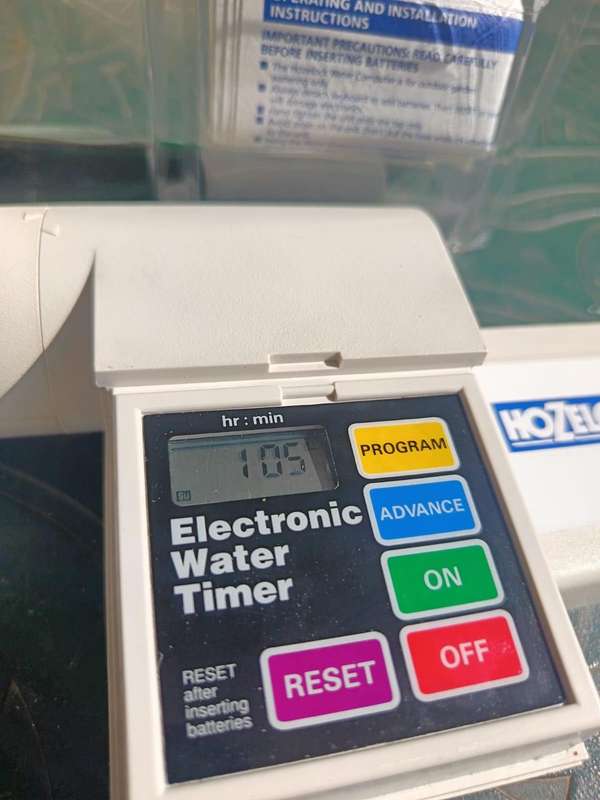 OPERATING AND INSTALLATION
INSTRUCTIONS
IMPORTANT PRECAUTIONS: READ CAREFULLY
BEFORE INSERTING BATTERIES
HOZELO
hr : min
1 05
SU
PROGRAM
ADVANCE
ON
OFF
Electronic
Water
Timer
RESET
after
inserting
batteries
RESET